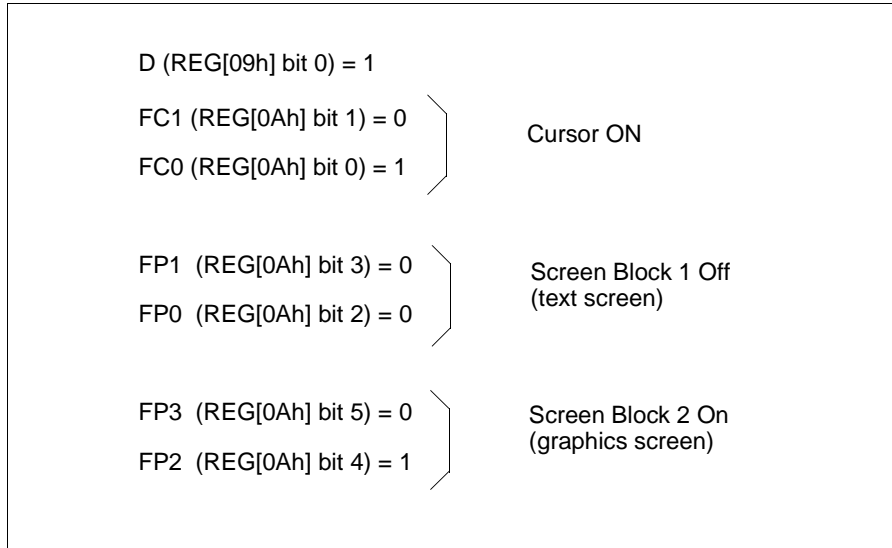 D (REG[09h] bit 0) = 1
FC1 (REG[0Ah] bit 1) = 0
FC0 (REG[0Ah] bit 0) = 1
Cursor ON
FP1 (REG[0Ah] bit 3) = 0
FP0 (REG[0Ah] bit 2) = 0
Screen Block 1 Off
(text screen)
FP3 (REG[0Ah] bit 5) = 0
FP2 (REG[0Ah] bit 4) = 1
Screen Block 2 On
(graphics screen)